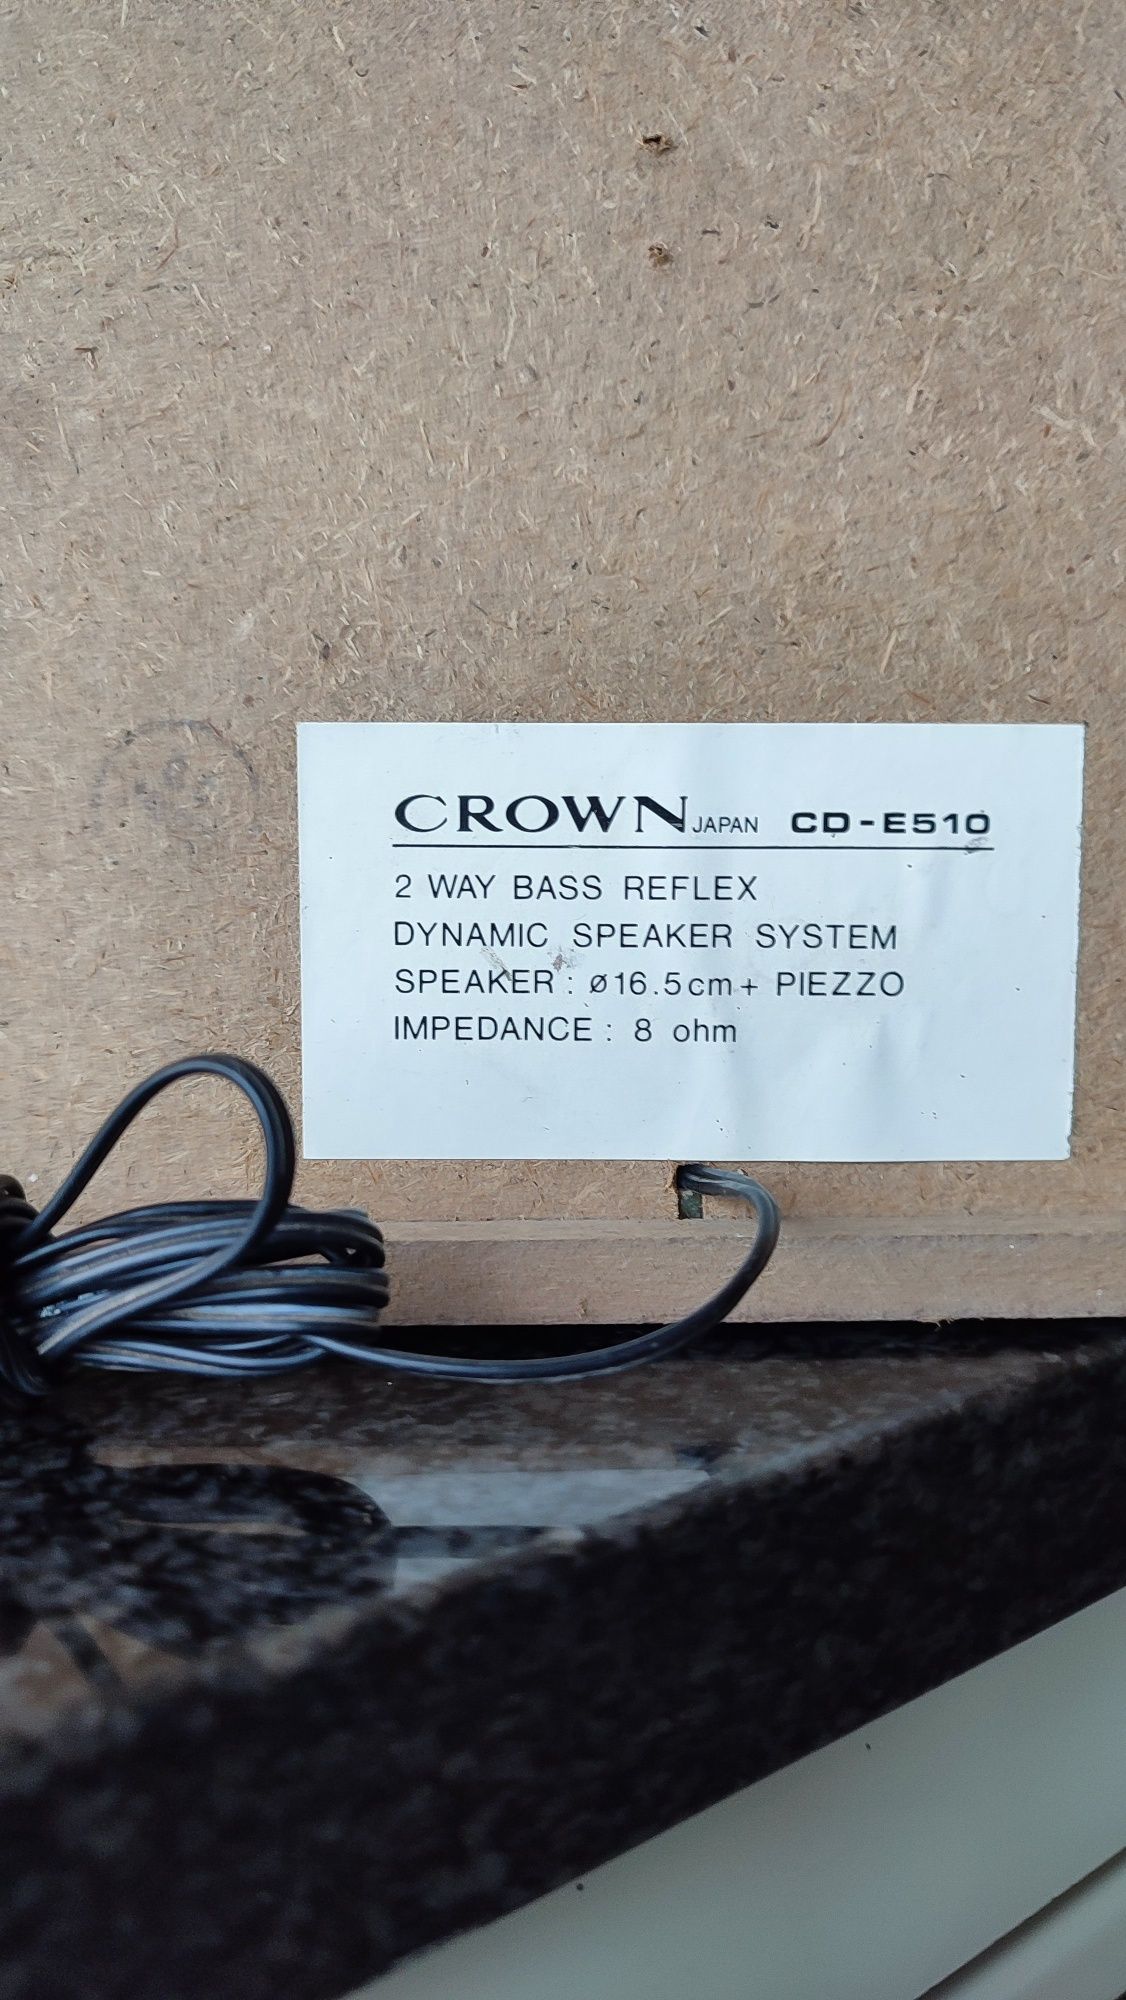 CROWN JAPAN CD-E510
2 WAY BASS REFLEX
DYNAMIC SPEAKER SYSTEM
SPEAKER : ø16.5cm+ PIEZZO
IMPEDANCE : 8 ohm